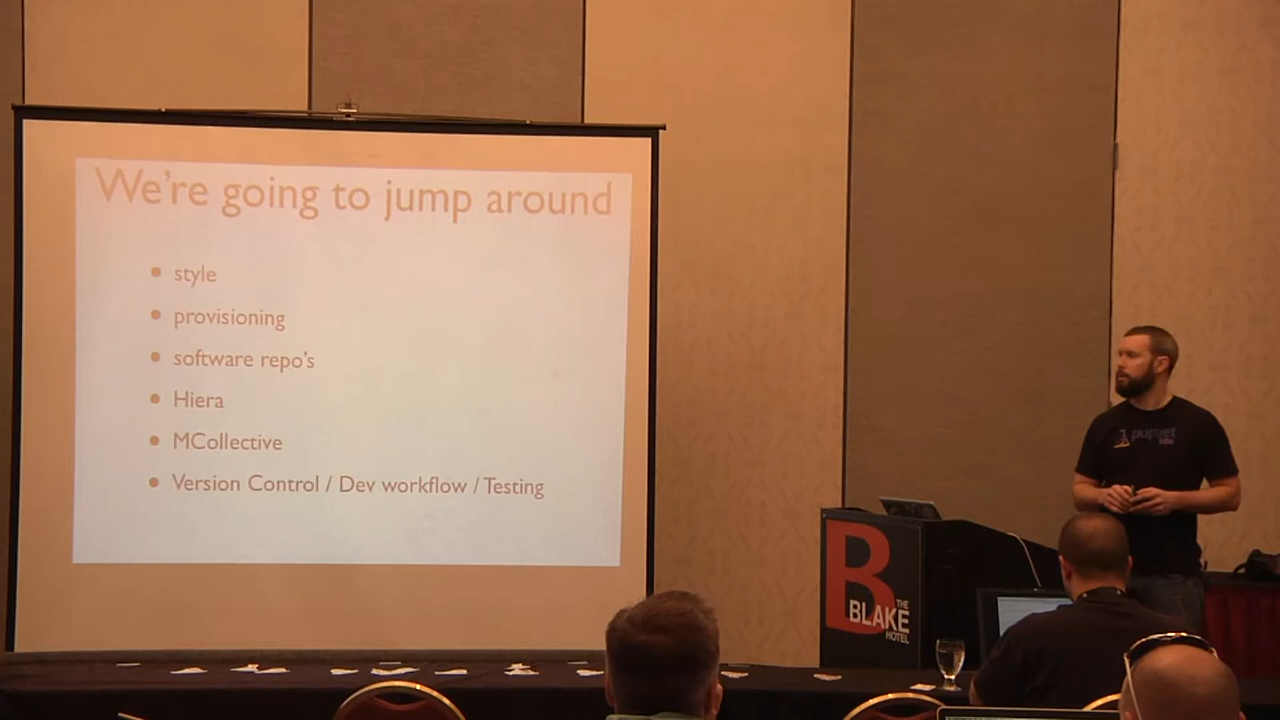 We're going to jump around
style
provisioning
software repo's
Hiera
MCollective
Version Control / Dev workflow / Testing
puppet
labs
B
THE
BLAKE
HOTEL